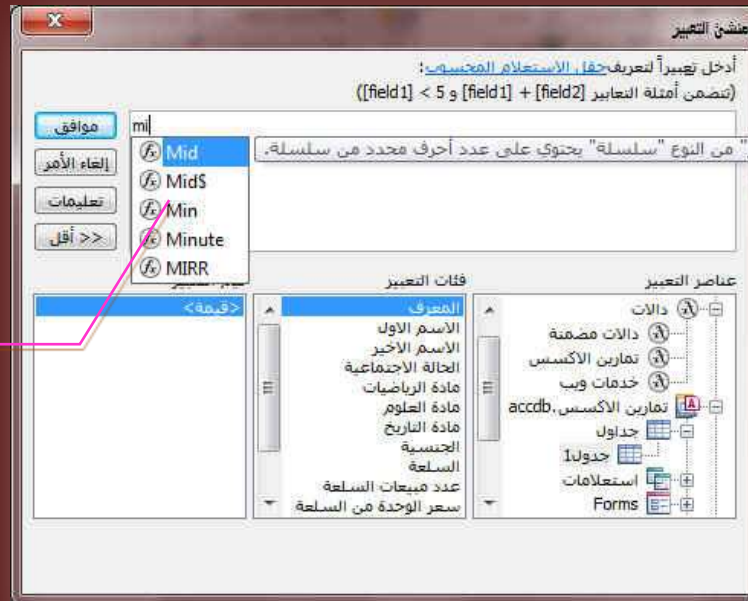 منشئ التعبير
أدخل تعبيراً لتعريف حقل الاستعلام المحسوب:
(تتضمن أمثلة التعابير [field1] + [field2] و [field1] < 5)
mi
موافق
إلغاء الأمر
تعليمات
<< أقل
Mid
Mid$
Min
Minute
MIRR
" من النوع "سلسلة" يحتوي على عدد أحرف محدد من سلسلة.
عناصر التعبير
دالات
دالات مضمنة
تمارين الاكسس
خدمات ويب
تمارين الاكسس.accdb
جداول
جدول1
استعلامات
Forms
فئات التعبير
المعرف
الاسم الاول
الاسم الاخير
الحالة الاجتماعية
مادة الرياضيات
مادة العلوم
مادة التاريخ
الجنسية
السلعة
عدد مبيعات السلعة
سعر الوحدة من السلعة
<قيمة>